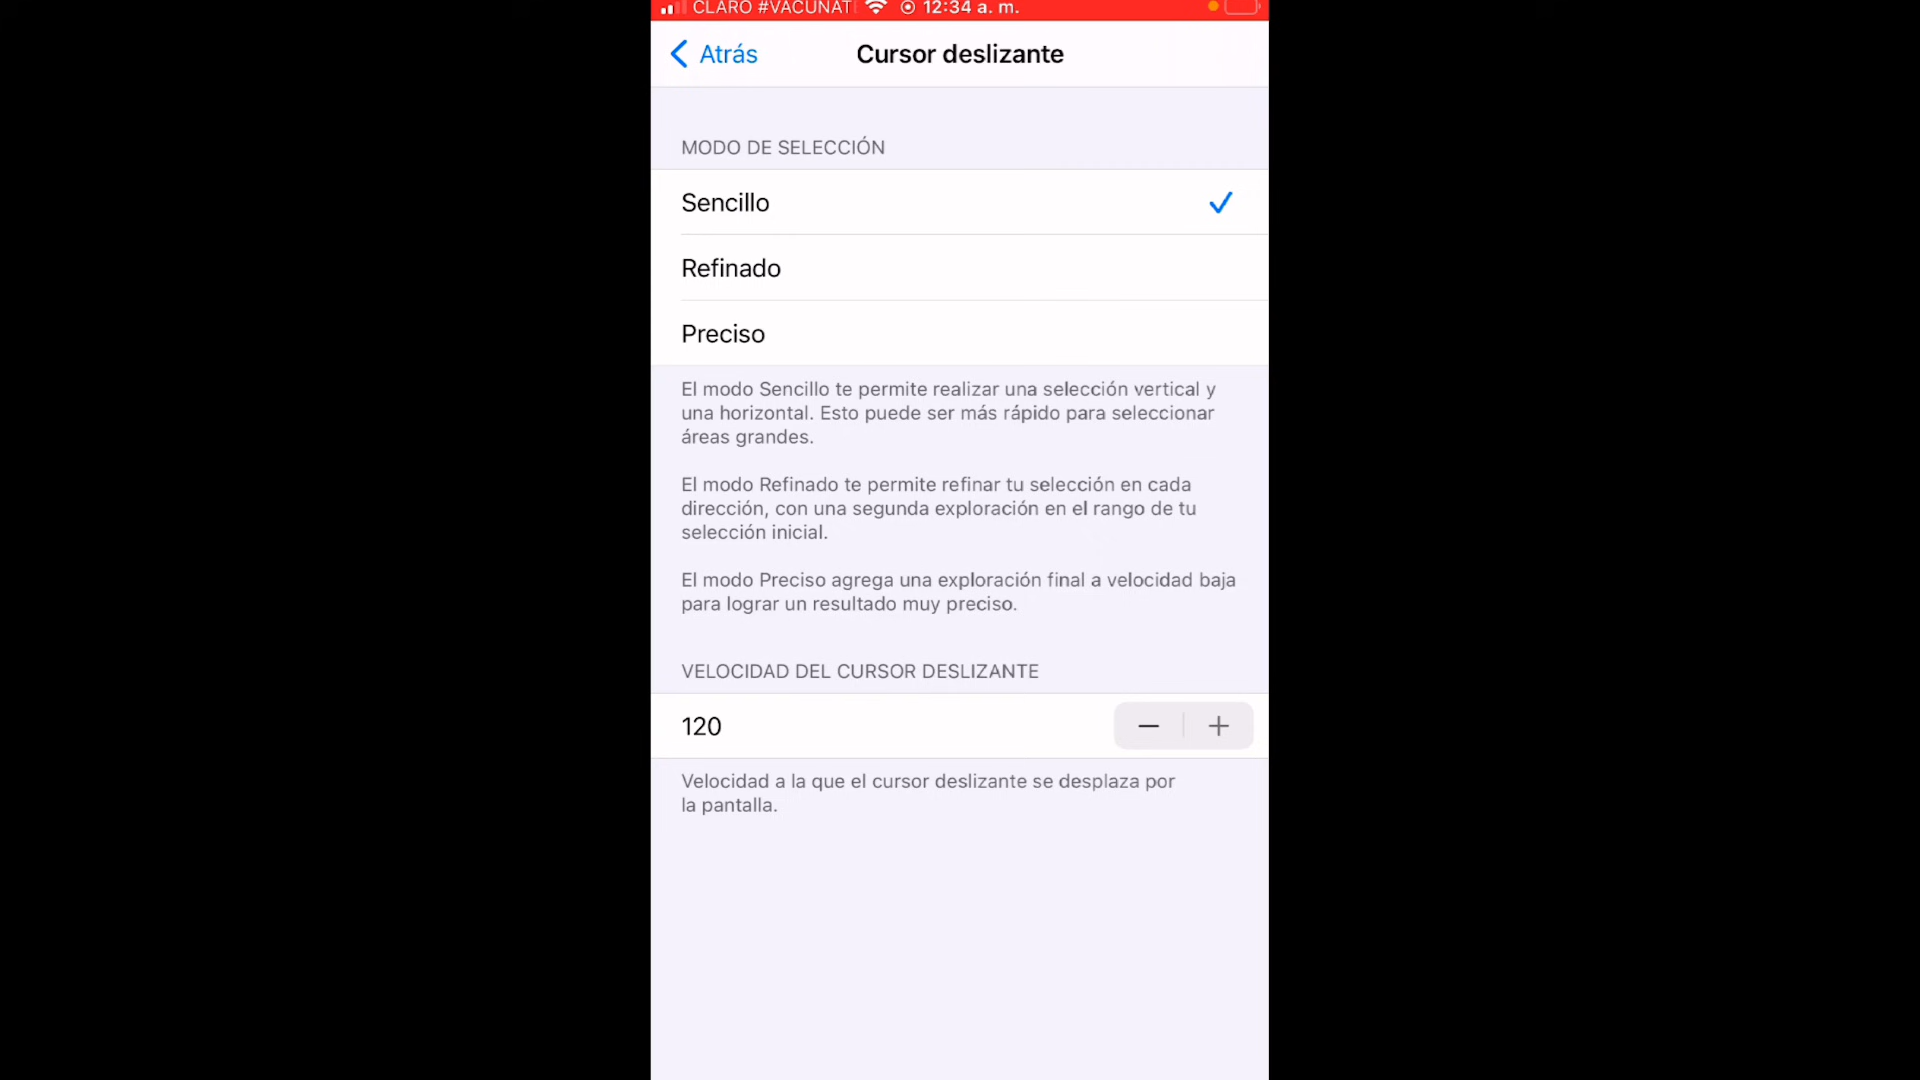 CLARO #VACUNAT 12:34 a. m.
Atrás
Cursor deslizante
MODO DE SELECCIÓN
Sencillo
Refinado
Preciso
El modo Sencillo te permite realizar una selección vertical y
una horizontal. Esto puede ser más rápido para seleccionar
áreas grandes.
El modo Refinado te permite refinar tu selección en cada
dirección, con una segunda exploración en el rango de tu
selección inicial.
El modo Preciso agrega una exploración final a velocidad baja
para lograr un resultado muy preciso.
VELOCIDAD DEL CURSOR DESLIZANTE
120
Velocidad a la que el cursor deslizante se desplaza por
la pantalla.